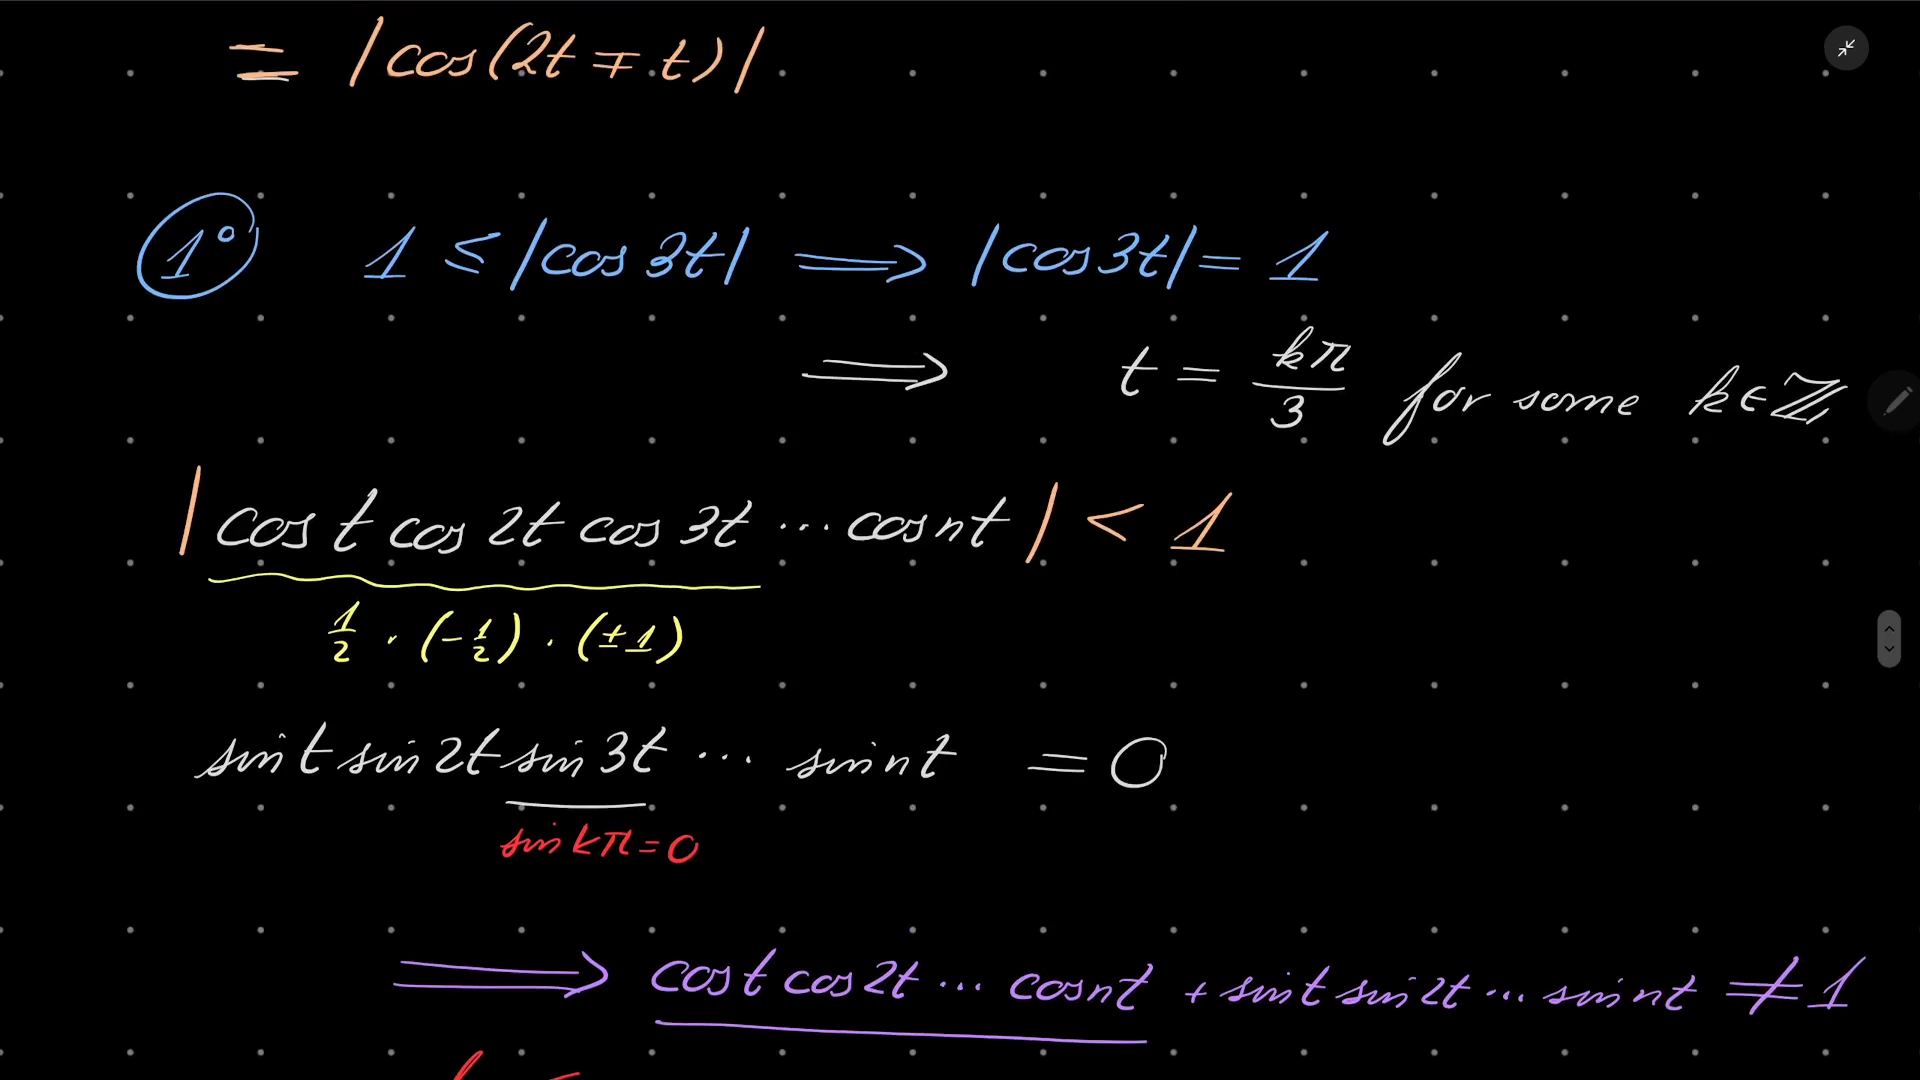 = |cos(2t ∓ t)|
1° 1 ≤ |cos 3t| ⟹ |cos 3t| = 1
⟹ t = kπ/3 for some k ∈ ℤ
|cos t cos 2t cos 3t ... cos nt| < 1
1/2 · (-1/2) · (±1)
sin t sin 2t sin 3t ... sin nt = 0
sin kπ = 0
⟹ cos t cos 2t ... cos nt + sin t sin 2t ... sin nt ≠ 1